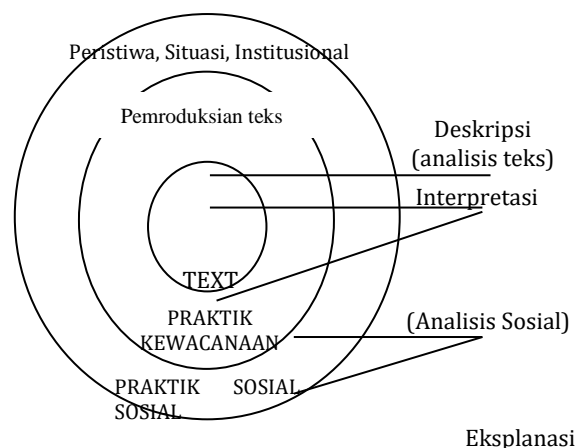 Peristiwa, Situasi, Institusional
Pemroduksian teks
Deskripsi
(analisis teks)
Interpretasi
TEXT
PRAKTIK
KEWACANAAN
(Analisis Sosial)
PRAKTIK SOSIAL
SOSIAL
Eksplanasi